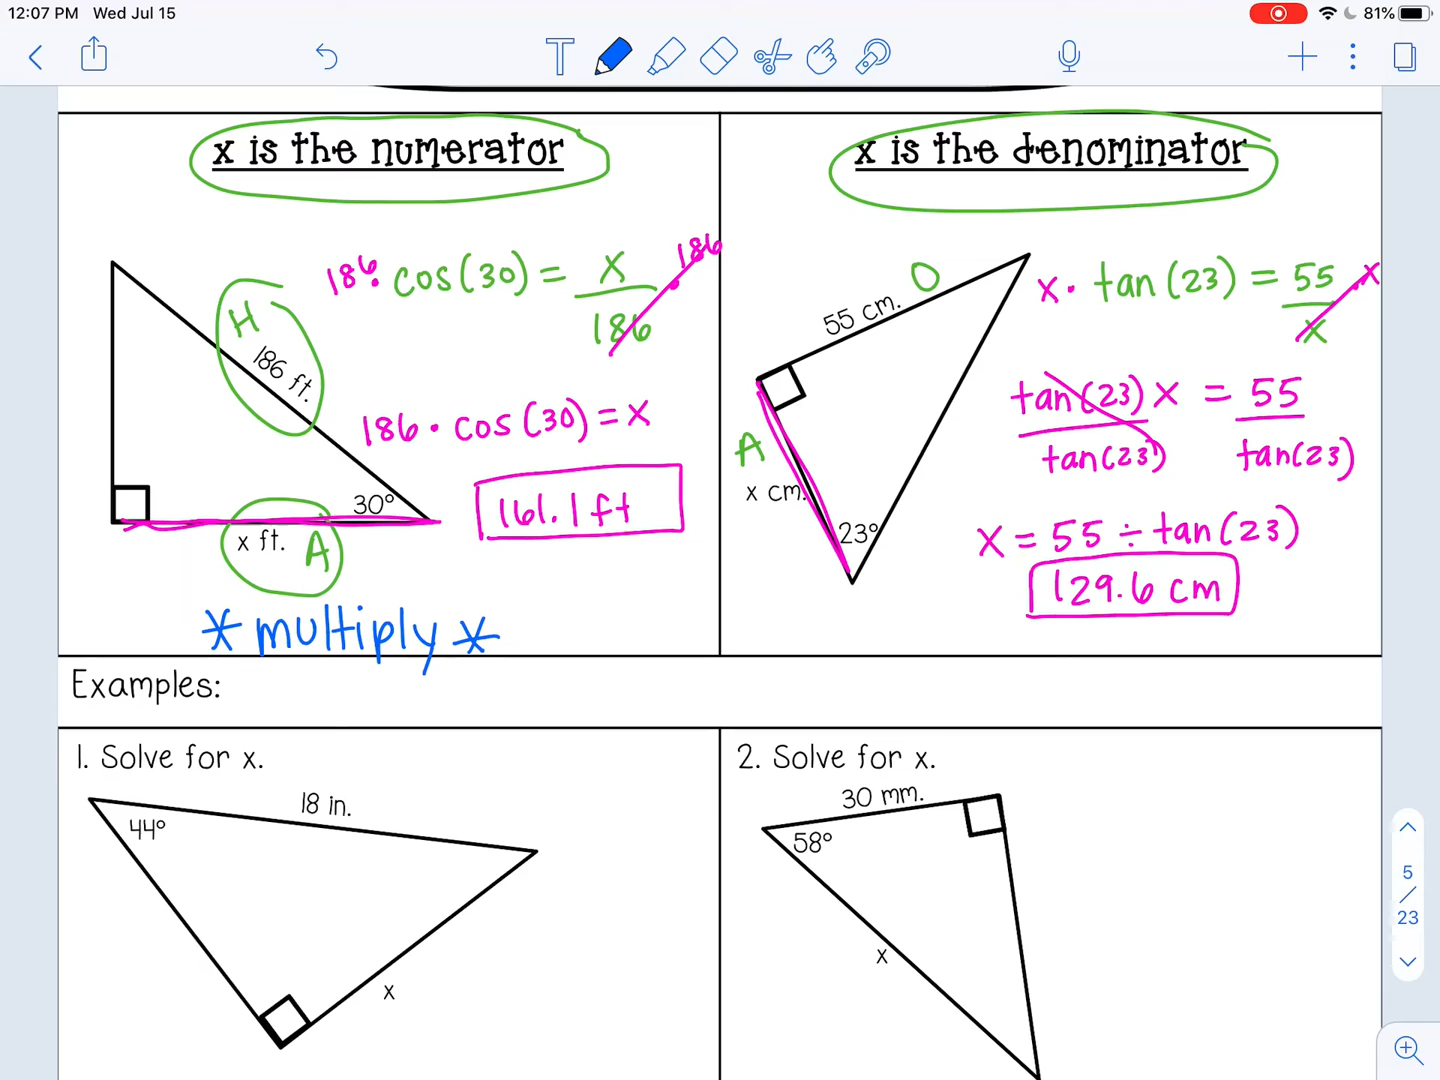 12:07 PM Wed Jul 15
81%
T
x is the numerator
186 · cos(30) = x/186 · 186
H
186 ft.
186 · cos(30) = x
30°
161.1 ft
x ft. A
*multiply*
x is the denominator
O
55 cm.
x · tan(23) = 55/x · x
tan(23) x = 55
tan(23) tan(23)
A
x cm.
23°
x = 55 ÷ tan(23)
129.6 cm
Examples:
1. Solve for x.
18 in.
44°
x
2. Solve for x.
30 mm.
58°
x
5
/
23